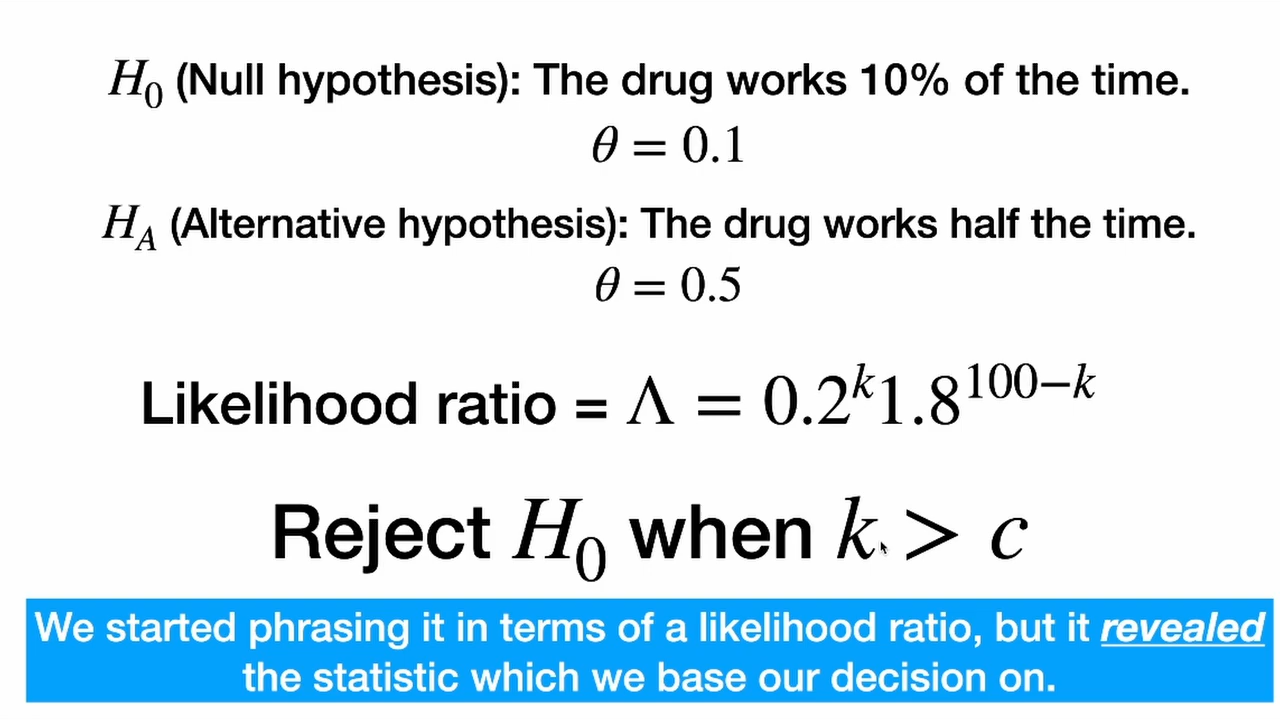 H₀ (Null hypothesis): The drug works 10% of the time.
θ = 0.1
H_A (Alternative hypothesis): The drug works half the time.
θ = 0.5
Likelihood ratio = Λ = 0.2^k 1.8^{100−k}
Reject H₀ when k > c
We started phrasing it in terms of a likelihood ratio, but it revealed
the statistic which we base our decision on.